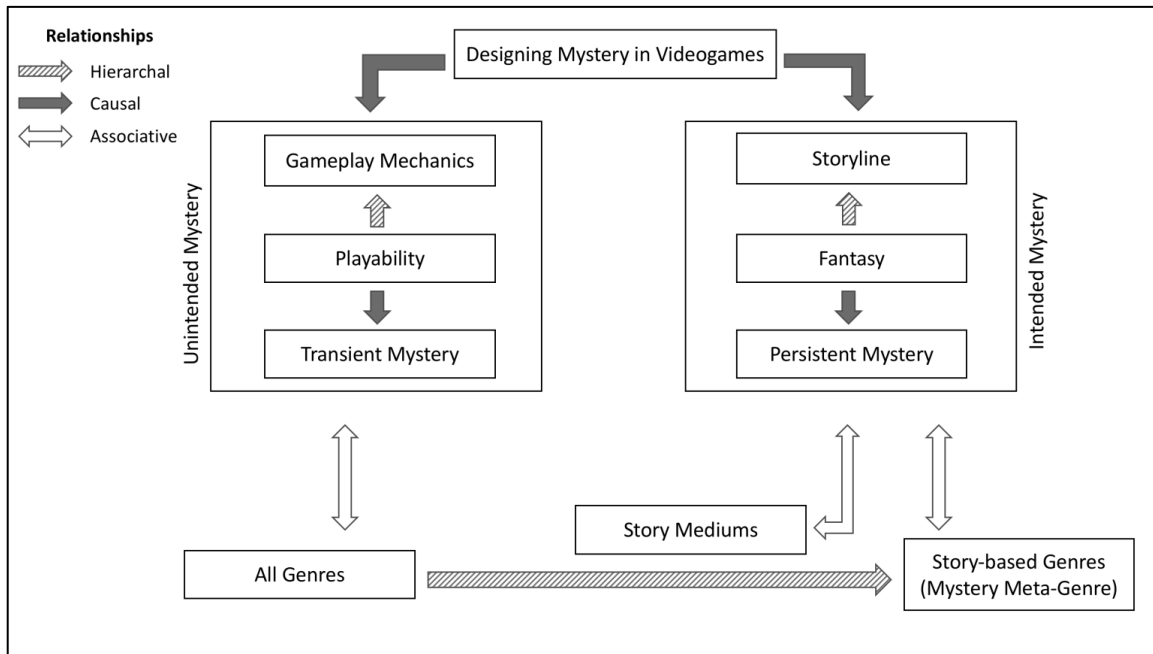 Relationships
Hierarchal
Causal
Associative
Designing Mystery in Videogames
Unintended Mystery
Gameplay Mechanics
Playability
Transient Mystery
Storyline
Fantasy
Persistent Mystery
Intended Mystery
Story Mediums
All Genres
Story-based Genres
(Mystery Meta-Genre)